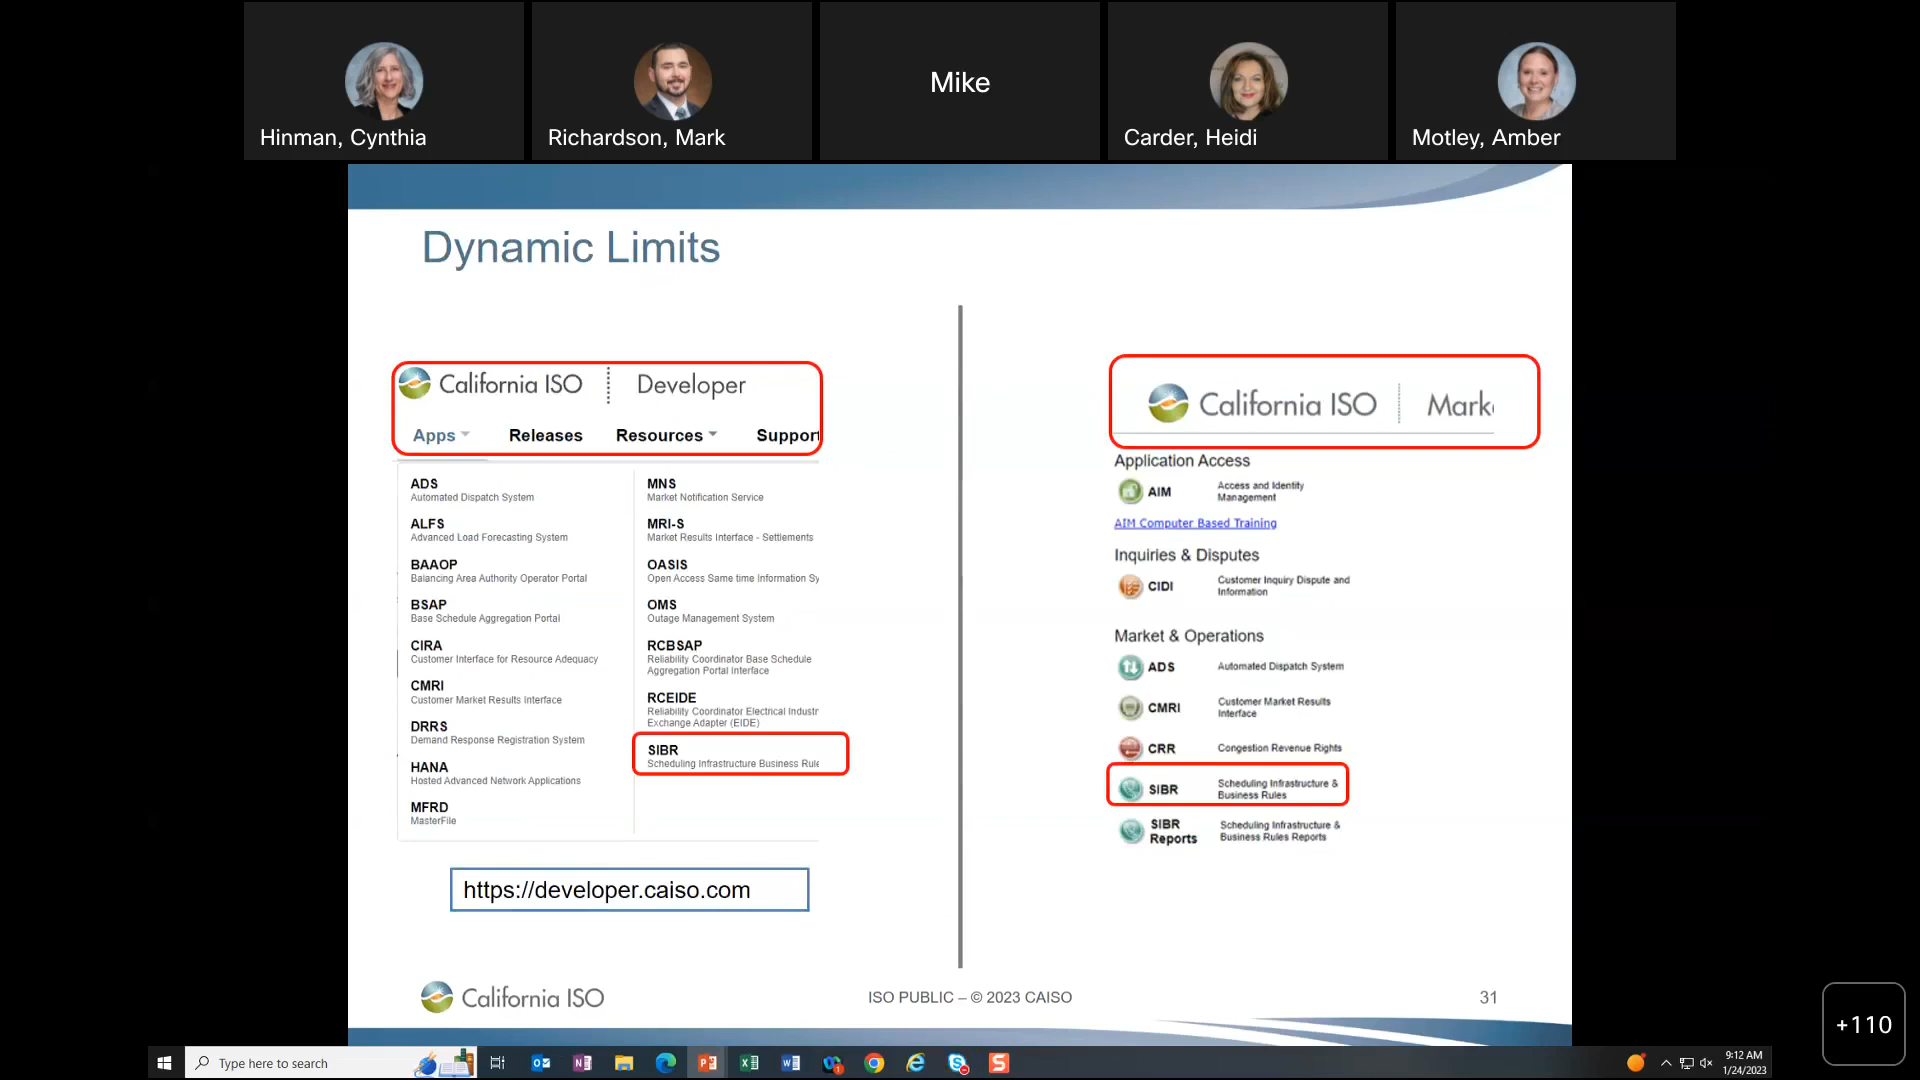 Hinman, Cynthia
Richardson, Mark
Mike
Carder, Heidi
Motley, Amber
Dynamic Limits
California ISO Developer
Apps Releases Resources Support
ADS
Automated Dispatch System
ALFS
Advanced Load Forecasting System
BAAOP
Balancing Area Authority Operator Portal
BSAP
Base Schedule Aggregation Portal
CIRA
Customer Interface for Resource Adequacy
CMRI
Customer Market Results Interface
DRRS
Demand Response Registration System
HANA
Hosted Advanced Network Applications
MFRD
MasterFile
MNS
Market Notification Service
MRI-S
Market Results Interface - Settlements
OASIS
Open Access Same time Information Sy
OMS
Outage Management System
RCBSAP
Reliability Coordinator Base Schedule
Aggregation Portal Interface
RCEIDE
Reliability Coordinator Electrical Industr
Exchange Adapter (EIDE)
SIBR
Scheduling Infrastructure Business Rule
https://developer.caiso.com
California ISO Mark
Application Access
AIM Access and Identity
Management
AIM Computer Based Training
Inquiries & Disputes
CIDI Customer Inquiry Dispute and
Information
Market & Operations
ADS Automated Dispatch System
CMRI Customer Market Results
Interface
CRR Congestion Revenue Rights
SIBR Scheduling Infrastructure &
Business Rules
SIBR
Reports Scheduling Infrastructure &
Business Rules Reports
California ISO
ISO PUBLIC – © 2023 CAISO
31
+110
Type here to search
9:12 AM
1/24/2023